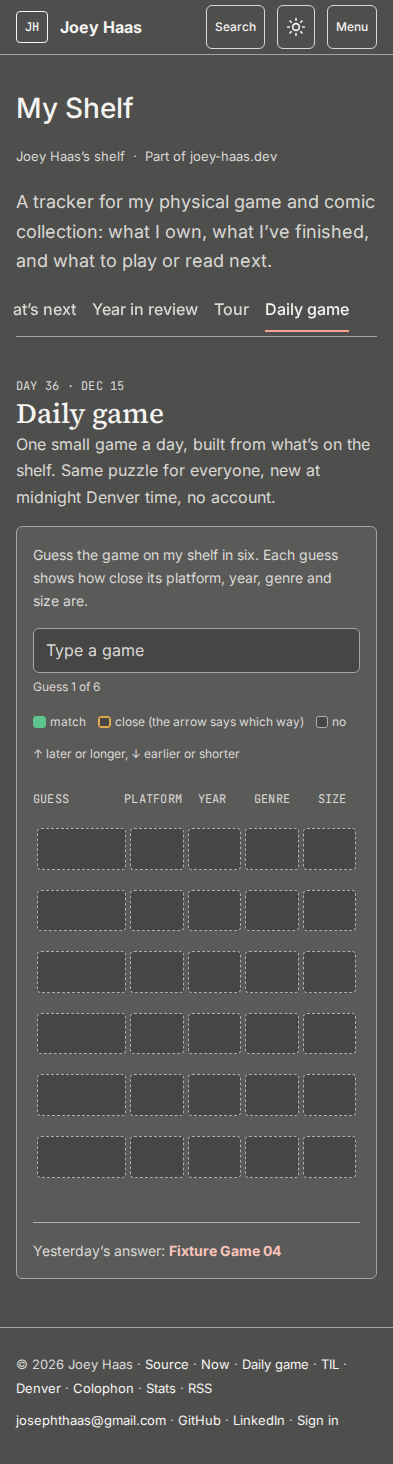 JH Joey Haas Search Menu
My Shelf
Joey Haas’s shelf · Part of joey-haas.dev
A tracker for my physical game and comic
collection: what I own, what I’ve finished,
and what to play or read next.
at’s next Year in review Tour Daily game
DAY 36 · DEC 15
Daily game
One small game a day, built from what’s on the
shelf. Same puzzle for everyone, new at
midnight Denver time, no account.
Guess the game on my shelf in six. Each guess
shows how close its platform, year, genre and
size are.
Type a game
Guess 1 of 6
match close (the arrow says which way) no
↑ later or longer, ↓ earlier or shorter
GUESS PLATFORM YEAR GENRE SIZE
Yesterday’s answer: Fixture Game 04
© 2026 Joey Haas · Source · Now · Daily game · TIL ·
Denver · Colophon · Stats · RSS
josephthaas@gmail.com · GitHub · LinkedIn · Sign in